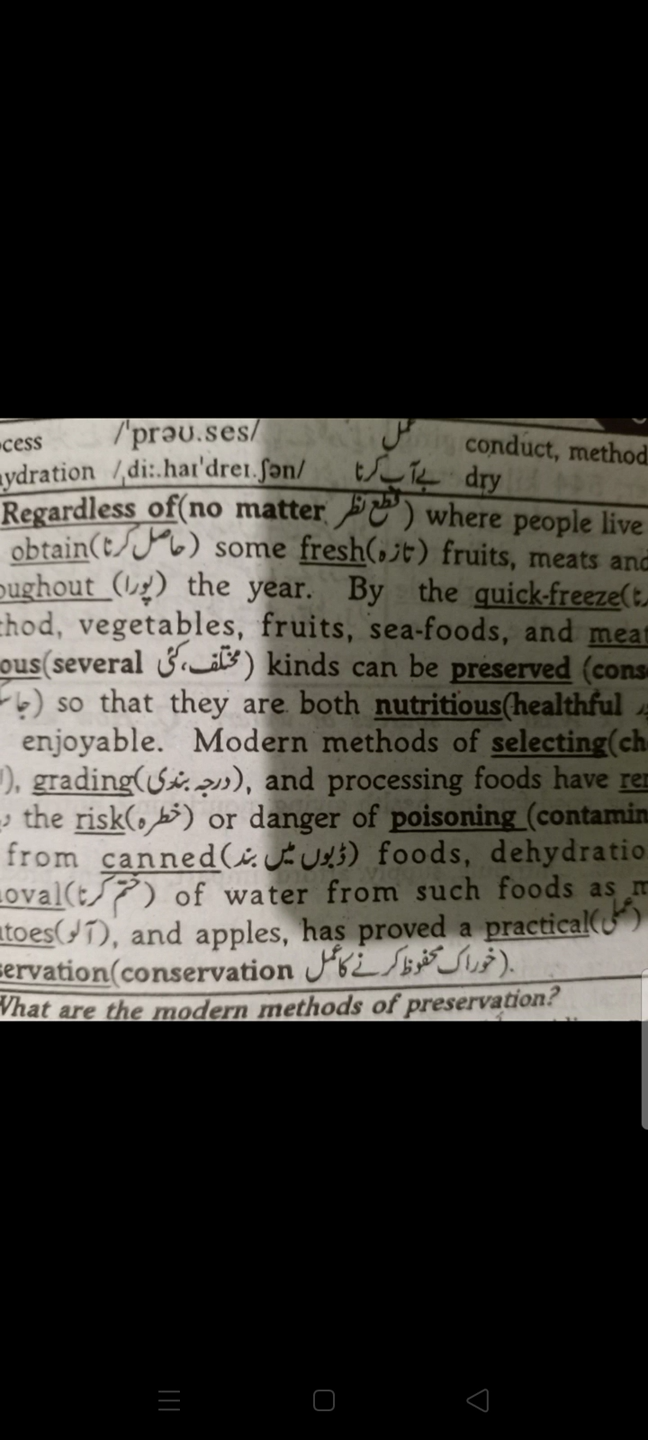 cess /ˈprəʊ.ses/ عمل conduct, method
ydration /ˌdiː.haɪˈdreɪ.ʃən/ بے آب کرنا dry
Regardless of(no matter قطع نظر) where people live
obtain(حاصل کرنا) some fresh(تازہ) fruits, meats and
oughout (پورا) the year. By the quick-freeze(
hod, vegetables, fruits, sea-foods, and meat
ous(several مختلف، کئی) kinds can be preserved (cons
) so that they are both nutritious(healthful
enjoyable. Modern methods of selecting(ch
), grading(درجہ بندی), and processing foods have re
the risk(خطرہ) or danger of poisoning (contamin
from canned(ڈبوں میں بند) foods, dehydratio
oval(ختم کرنا) of water from such foods as m
toes(آلو), and apples, has proved a practical(عملی)
servation(conservation خوراک محفوظ کرنے کا عمل).
What are the modern methods of preservation?